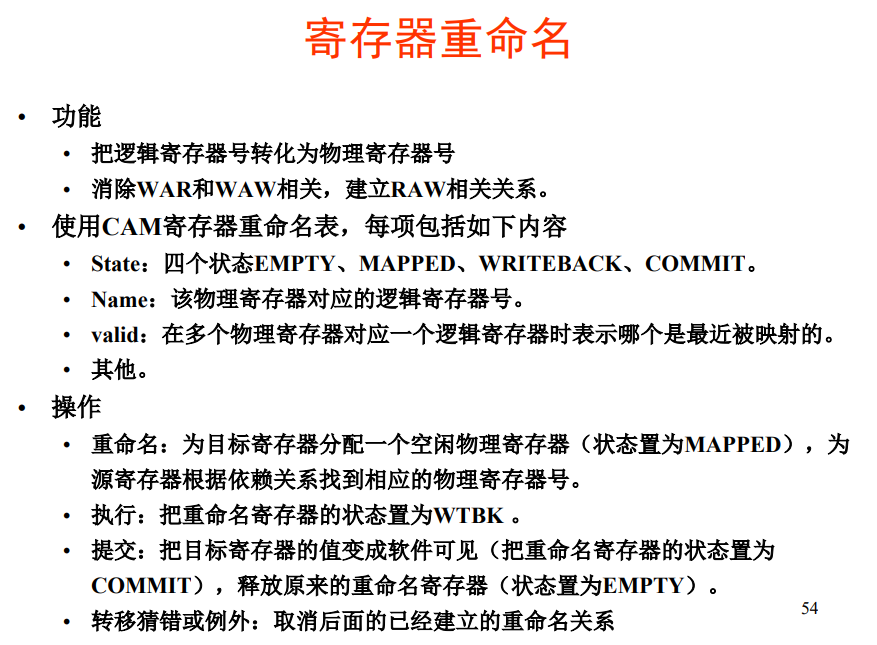 寄存器重命名
• 功能
• 把逻辑寄存器号转化为物理寄存器号
• 消除WAR和WAW相关，建立RAW相关关系。
• 使用CAM寄存器重命名表，每项包括如下内容
• State：四个状态EMPTY、MAPPED、WRITEBACK、COMMIT。
• Name：该物理寄存器对应的逻辑寄存器号。
• valid：在多个物理寄存器对应一个逻辑寄存器时表示哪个是最近被映射的。
• 其他。
• 操作
• 重命名：为目标寄存器分配一个空闲物理寄存器（状态置为MAPPED），为
源寄存器根据依赖关系找到相应的物理寄存器号。
• 执行：把重命名寄存器的状态置为WTBK 。
• 提交：把目标寄存器的值变成软件可见（把重命名寄存器的状态置为
COMMIT），释放原来的重命名寄存器（状态置为EMPTY）。
• 转移猜错或例外：取消后面的已经建立的重命名关系
54